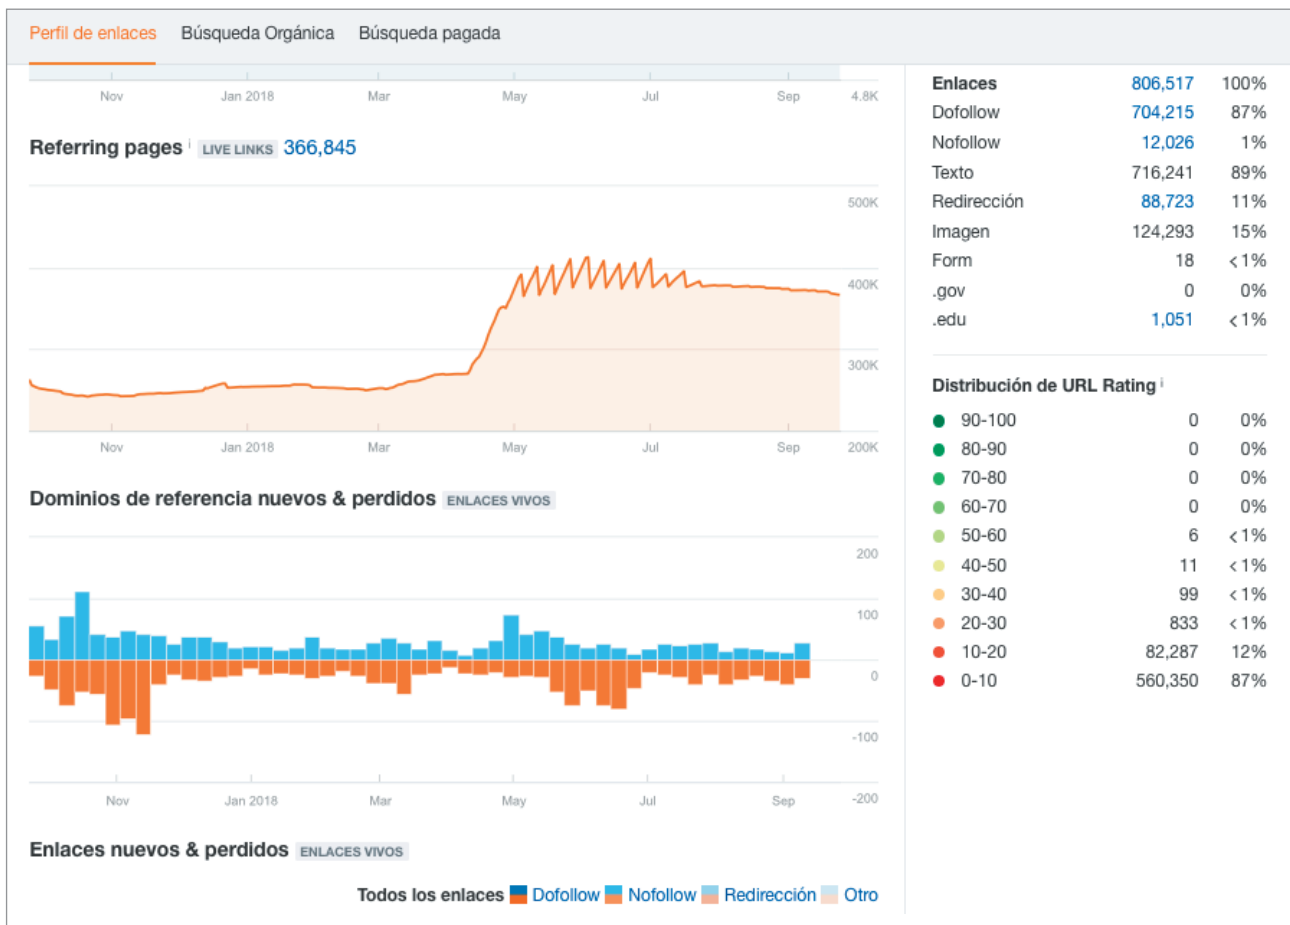 Perfil de enlaces Búsqueda Orgánica Búsqueda pagada
Nov Jan 2018 Mar May Jul Sep 4.8K
Referring pages i LIVE LINKS 366,845
500K
400K
300K
200K
Nov Jan 2018 Mar May Jul Sep
Dominios de referencia nuevos & perdidos ENLACES VIVOS
200
100
0
-100
-200
Nov Jan 2018 Mar May Jul Sep
Enlaces nuevos & perdidos ENLACES VIVOS
Todos los enlaces Dofollow Nofollow Redirección Otro
Enlaces 806,517 100%
Dofollow 704,215 87%
Nofollow 12,026 1%
Texto 716,241 89%
Redirección 88,723 11%
Imagen 124,293 15%
Form 18 <1%
.gov 0 0%
.edu 1,051 <1%
Distribución de URL Rating i
90-100 0 0%
80-90 0 0%
70-80 0 0%
60-70 0 0%
50-60 6 <1%
40-50 11 <1%
30-40 99 <1%
20-30 833 <1%
10-20 82,287 12%
0-10 560,350 87%